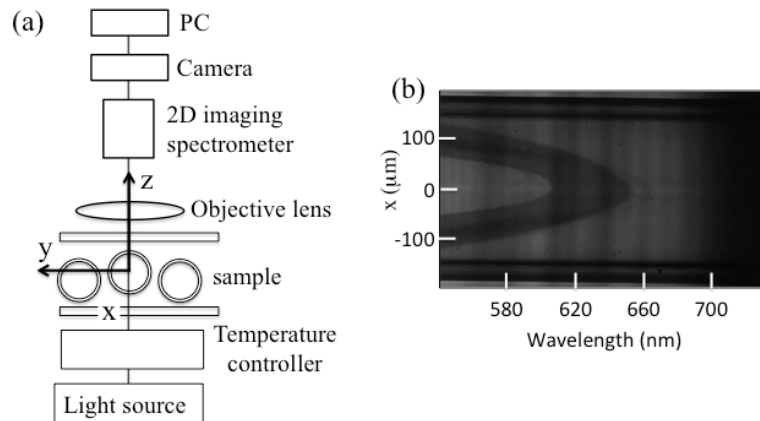 (a)
PC
Camera
2D imaging
spectrometer
z
Objective lens
y
sample
x
Temperature
controller
Light source
(b)
x (μm)
100
0
-100
580 620 660 700
Wavelength (nm)